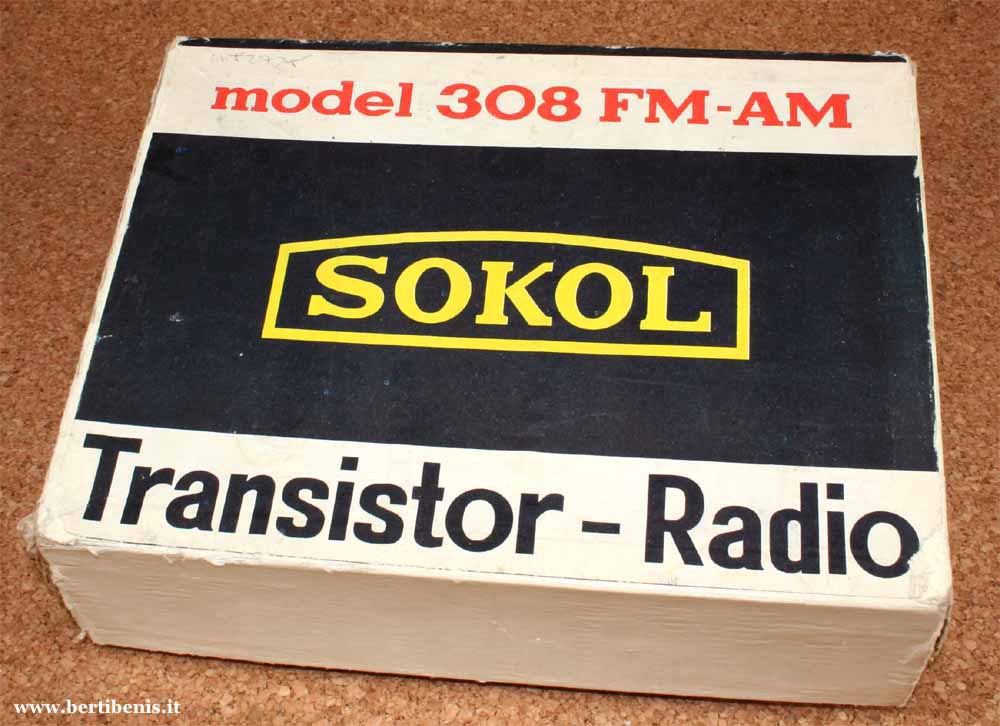 model 308 FM-AM
SOKOL
Transistor - Radio
www.bertibenis.it